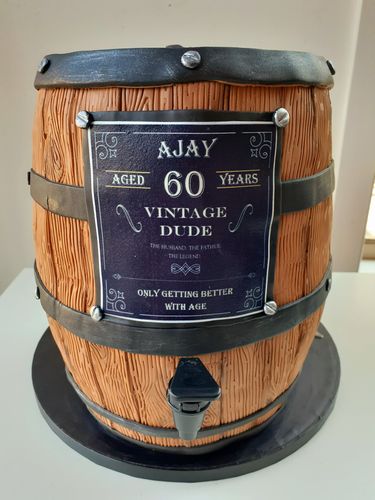 AJAY
AGED 60 YEARS
VINTAGE
DUDE
THE HUSBAND. THE FATHER.
THE LEGEND.
ONLY GETTING BETTER
WITH AGE